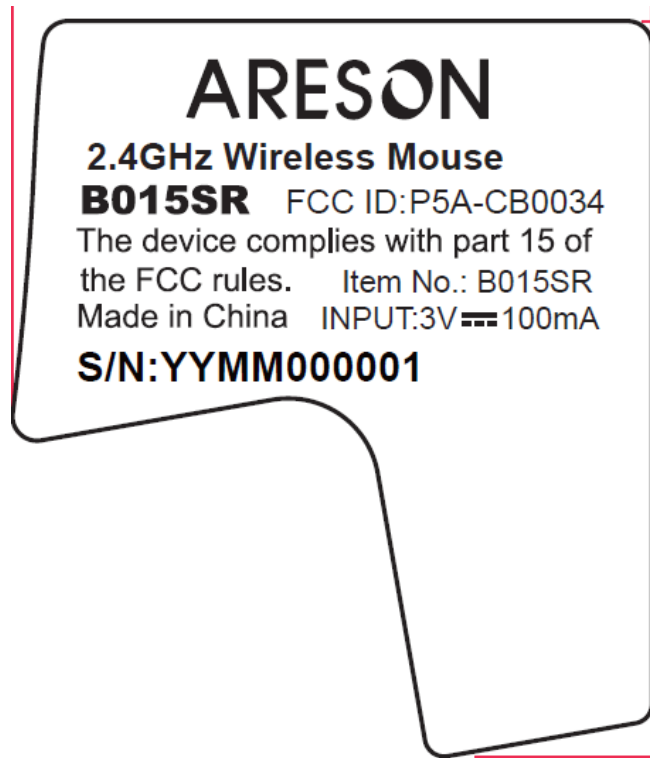 ARESON
2.4GHz Wireless Mouse
B015SR FCC ID:P5A-CB0034
The device complies with part 15 of
the FCC rules. Item No.: B015SR
Made in China INPUT:3V⎓100mA
S/N:YYMM000001